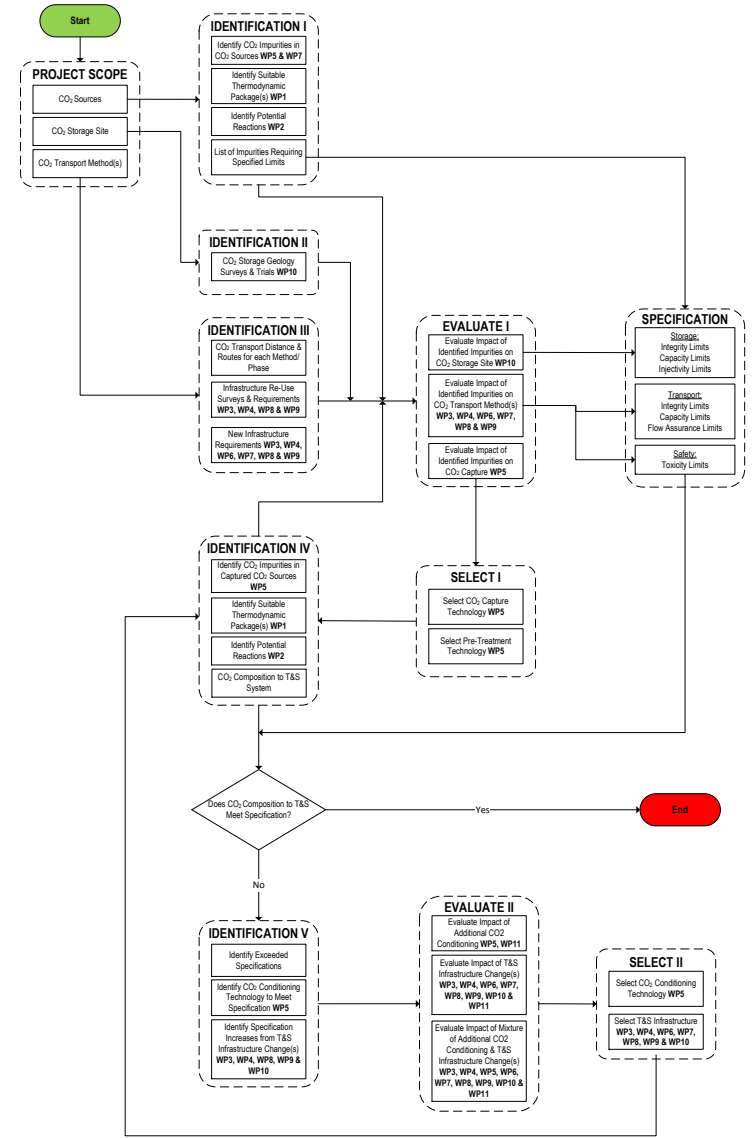 Start
PROJECT SCOPE
CO₂ Sources
CO₂ Storage Site
CO₂ Transport Method(s)
IDENTIFICATION I
Identify CO₂ Impurities in
CO₂ Sources WP5 & WP7
Identify Suitable
Thermodynamic
Package(s) WP1
Identify Potential
Reactions WP2
List of Impurities Requiring
Specified Limits
IDENTIFICATION II
CO₂ Storage Geology
Surveys & Trials WP10
IDENTIFICATION III
CO₂ Transport Distance &
Routes for each Method/
Phase
Infrastructure Re-Use
Surveys & Requirements
WP3, WP4, WP8 & WP9
New Infrastructure
Requirements WP3, WP4,
WP6, WP7, WP8 & WP9
EVALUATE I
Evaluate Impact of
Identified Impurities on
CO₂ Storage Site WP10
Evaluate Impact of
Identified Impurities on
CO₂ Transport Method(s)
WP3, WP4, WP6, WP7,
WP8 & WP9
Evaluate Impact of
Identified Impurities on
CO₂ Capture WP5
SPECIFICATION
Storage:
Integrity Limits
Capacity Limits
Injectivity Limits
Transport:
Integrity Limits
Capacity Limits
Flow Assurance Limits
Safety:
Toxicity Limits
IDENTIFICATION IV
Identify CO₂ Impurities in
Captured CO₂ Sources
WP5
Identify Suitable
Thermodynamic
Package(s) WP1
Identify Potential
Reactions WP2
CO₂ Composition to T&S
System
SELECT I
Select CO₂ Capture
Technology WP5
Select Pre-Treatment
Technology WP5
Does CO₂ Composition to T&S
Meet Specification?
Yes
End
No
IDENTIFICATION V
Identify Exceeded
Specifications
Identify CO₂ Conditioning
Technology to Meet
Specification WP5
Identify Specification
Increases from T&S
Infrastructure Change(s)
WP3, WP4, WP8, WP9 &
WP10
EVALUATE II
Evaluate Impact of
Additional CO2
Conditioning WP5, WP11
Evaluate Impact of T&S
Infrastructure Change(s)
WP3, WP4, WP6, WP7,
WP8, WP9, WP10 &
WP11
Evaluate Impact of Mixture
of Additional CO2
Conditioning & T&S
Infrastructure Change(s)
WP3, WP4, WP5, WP6,
WP7, WP8, WP9, WP10 &
WP11
SELECT II
Select CO₂ Conditioning
Technology WP5
Select T&S Infrastructure
WP3, WP4, WP6, WP7,
WP8, WP9 & WP10